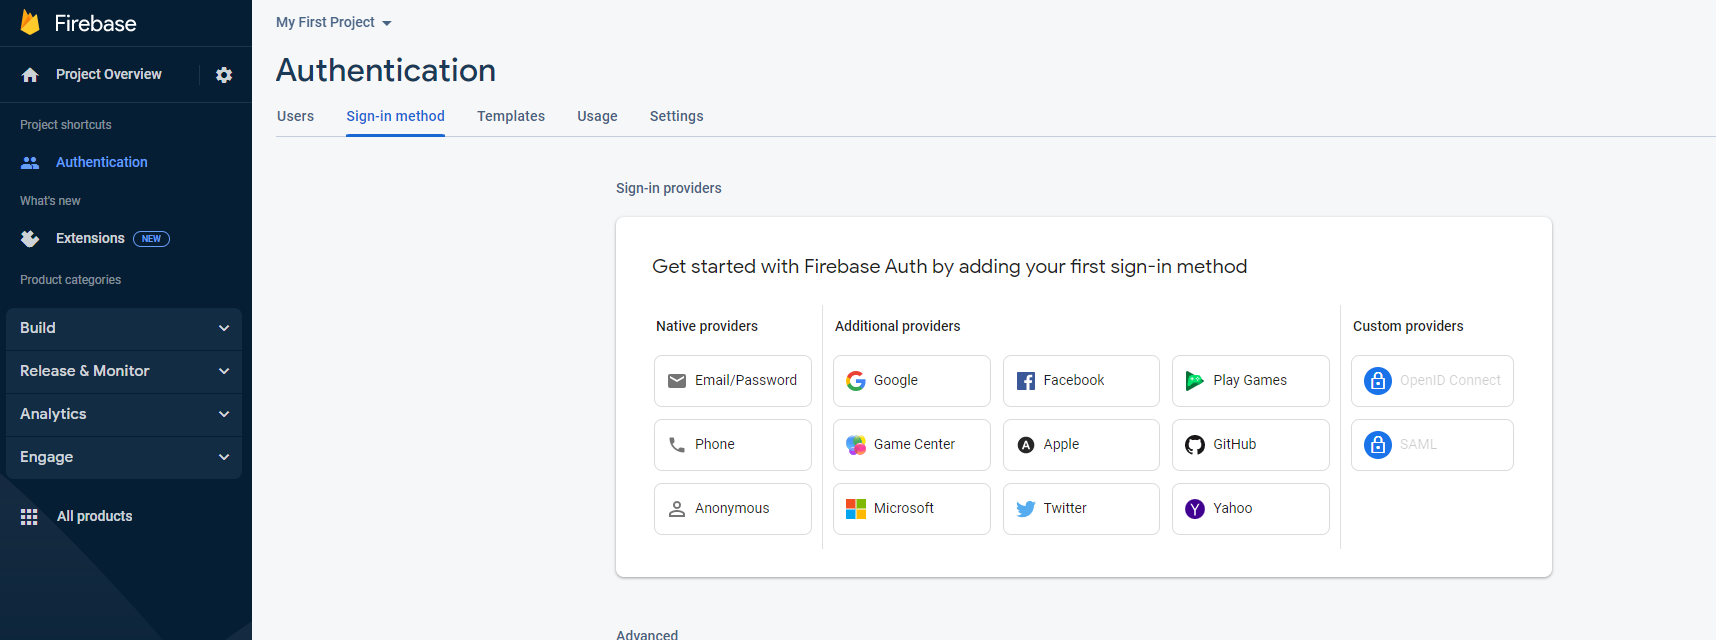 Firebase
Project Overview
Project shortcuts
Authentication
What's new
Extensions NEW
Product categories
Build
Release & Monitor
Analytics
Engage
All products
My First Project
Authentication
Users Sign-in method Templates Usage Settings
Sign-in providers
Get started with Firebase Auth by adding your first sign-in method
Native providers Additional providers Custom providers
Email/Password Google Facebook Play Games OpenID Connect
Phone Game Center Apple GitHub SAML
Anonymous Microsoft Twitter Yahoo
Advanced